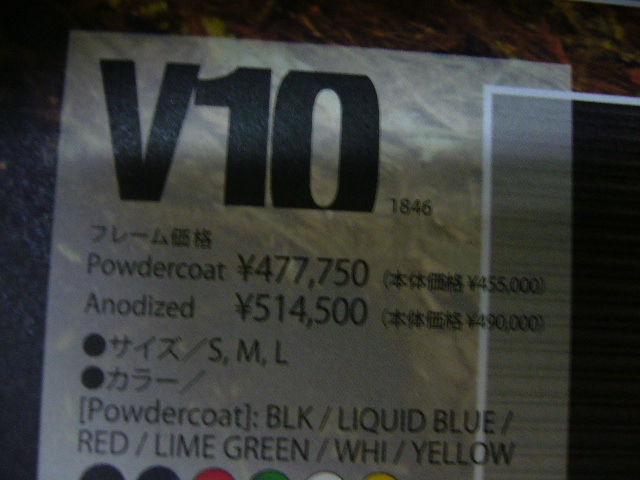 V10 1846
フレーム価格
Powdercoat ¥477,750 (本体価格 ¥455,000)
Anodized ¥514,500 (本体価格 ¥490,000)
●サイズ／S, M, L
●カラー／
[Powdercoat]: BLK / LIQUID BLUE /
RED / LIME GREEN / WHI / YELLOW